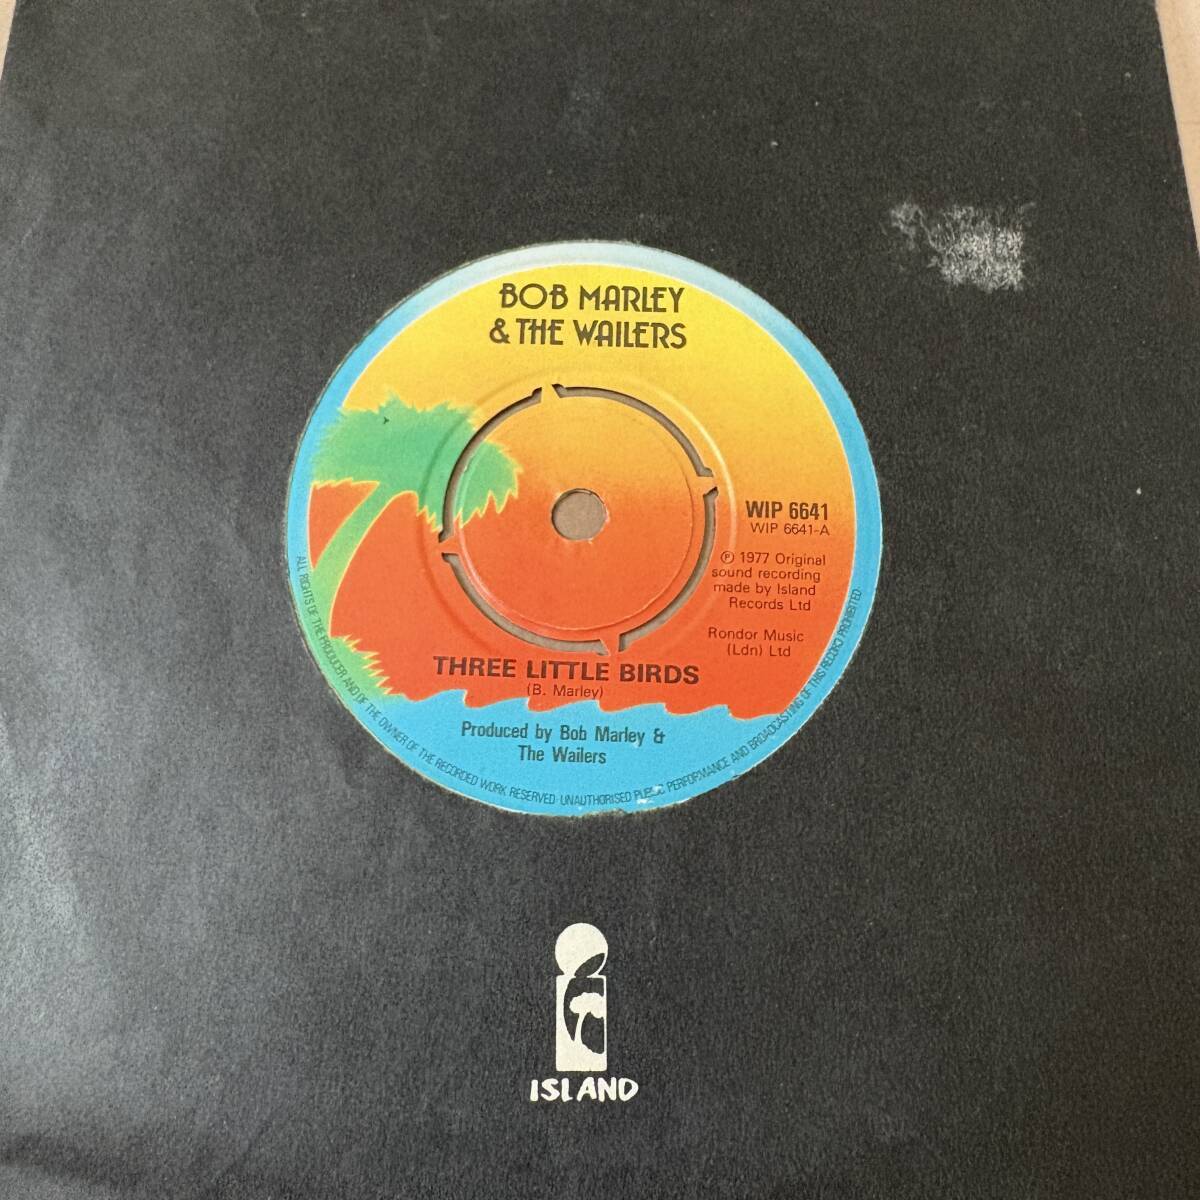 BOB MARLEY
& THE WAILERS
WIP 6641
WIP 6641-A
Ⓟ 1977 Original
sound recording
made by Island
Records Ltd
Rondor Music
(Ldn) Ltd
THREE LITTLE BIRDS
(B. Marley)
Produced by Bob Marley &
The Wailers
ALL RIGHTS OF THE PRODUCER AND OF THE OWNER OF THE RECORDED WORK RESERVED · UNAUTHORISED PUBLIC PERFORMANCE AND BROADCASTING OF THIS RECORD PROHIBITED
ISLAND